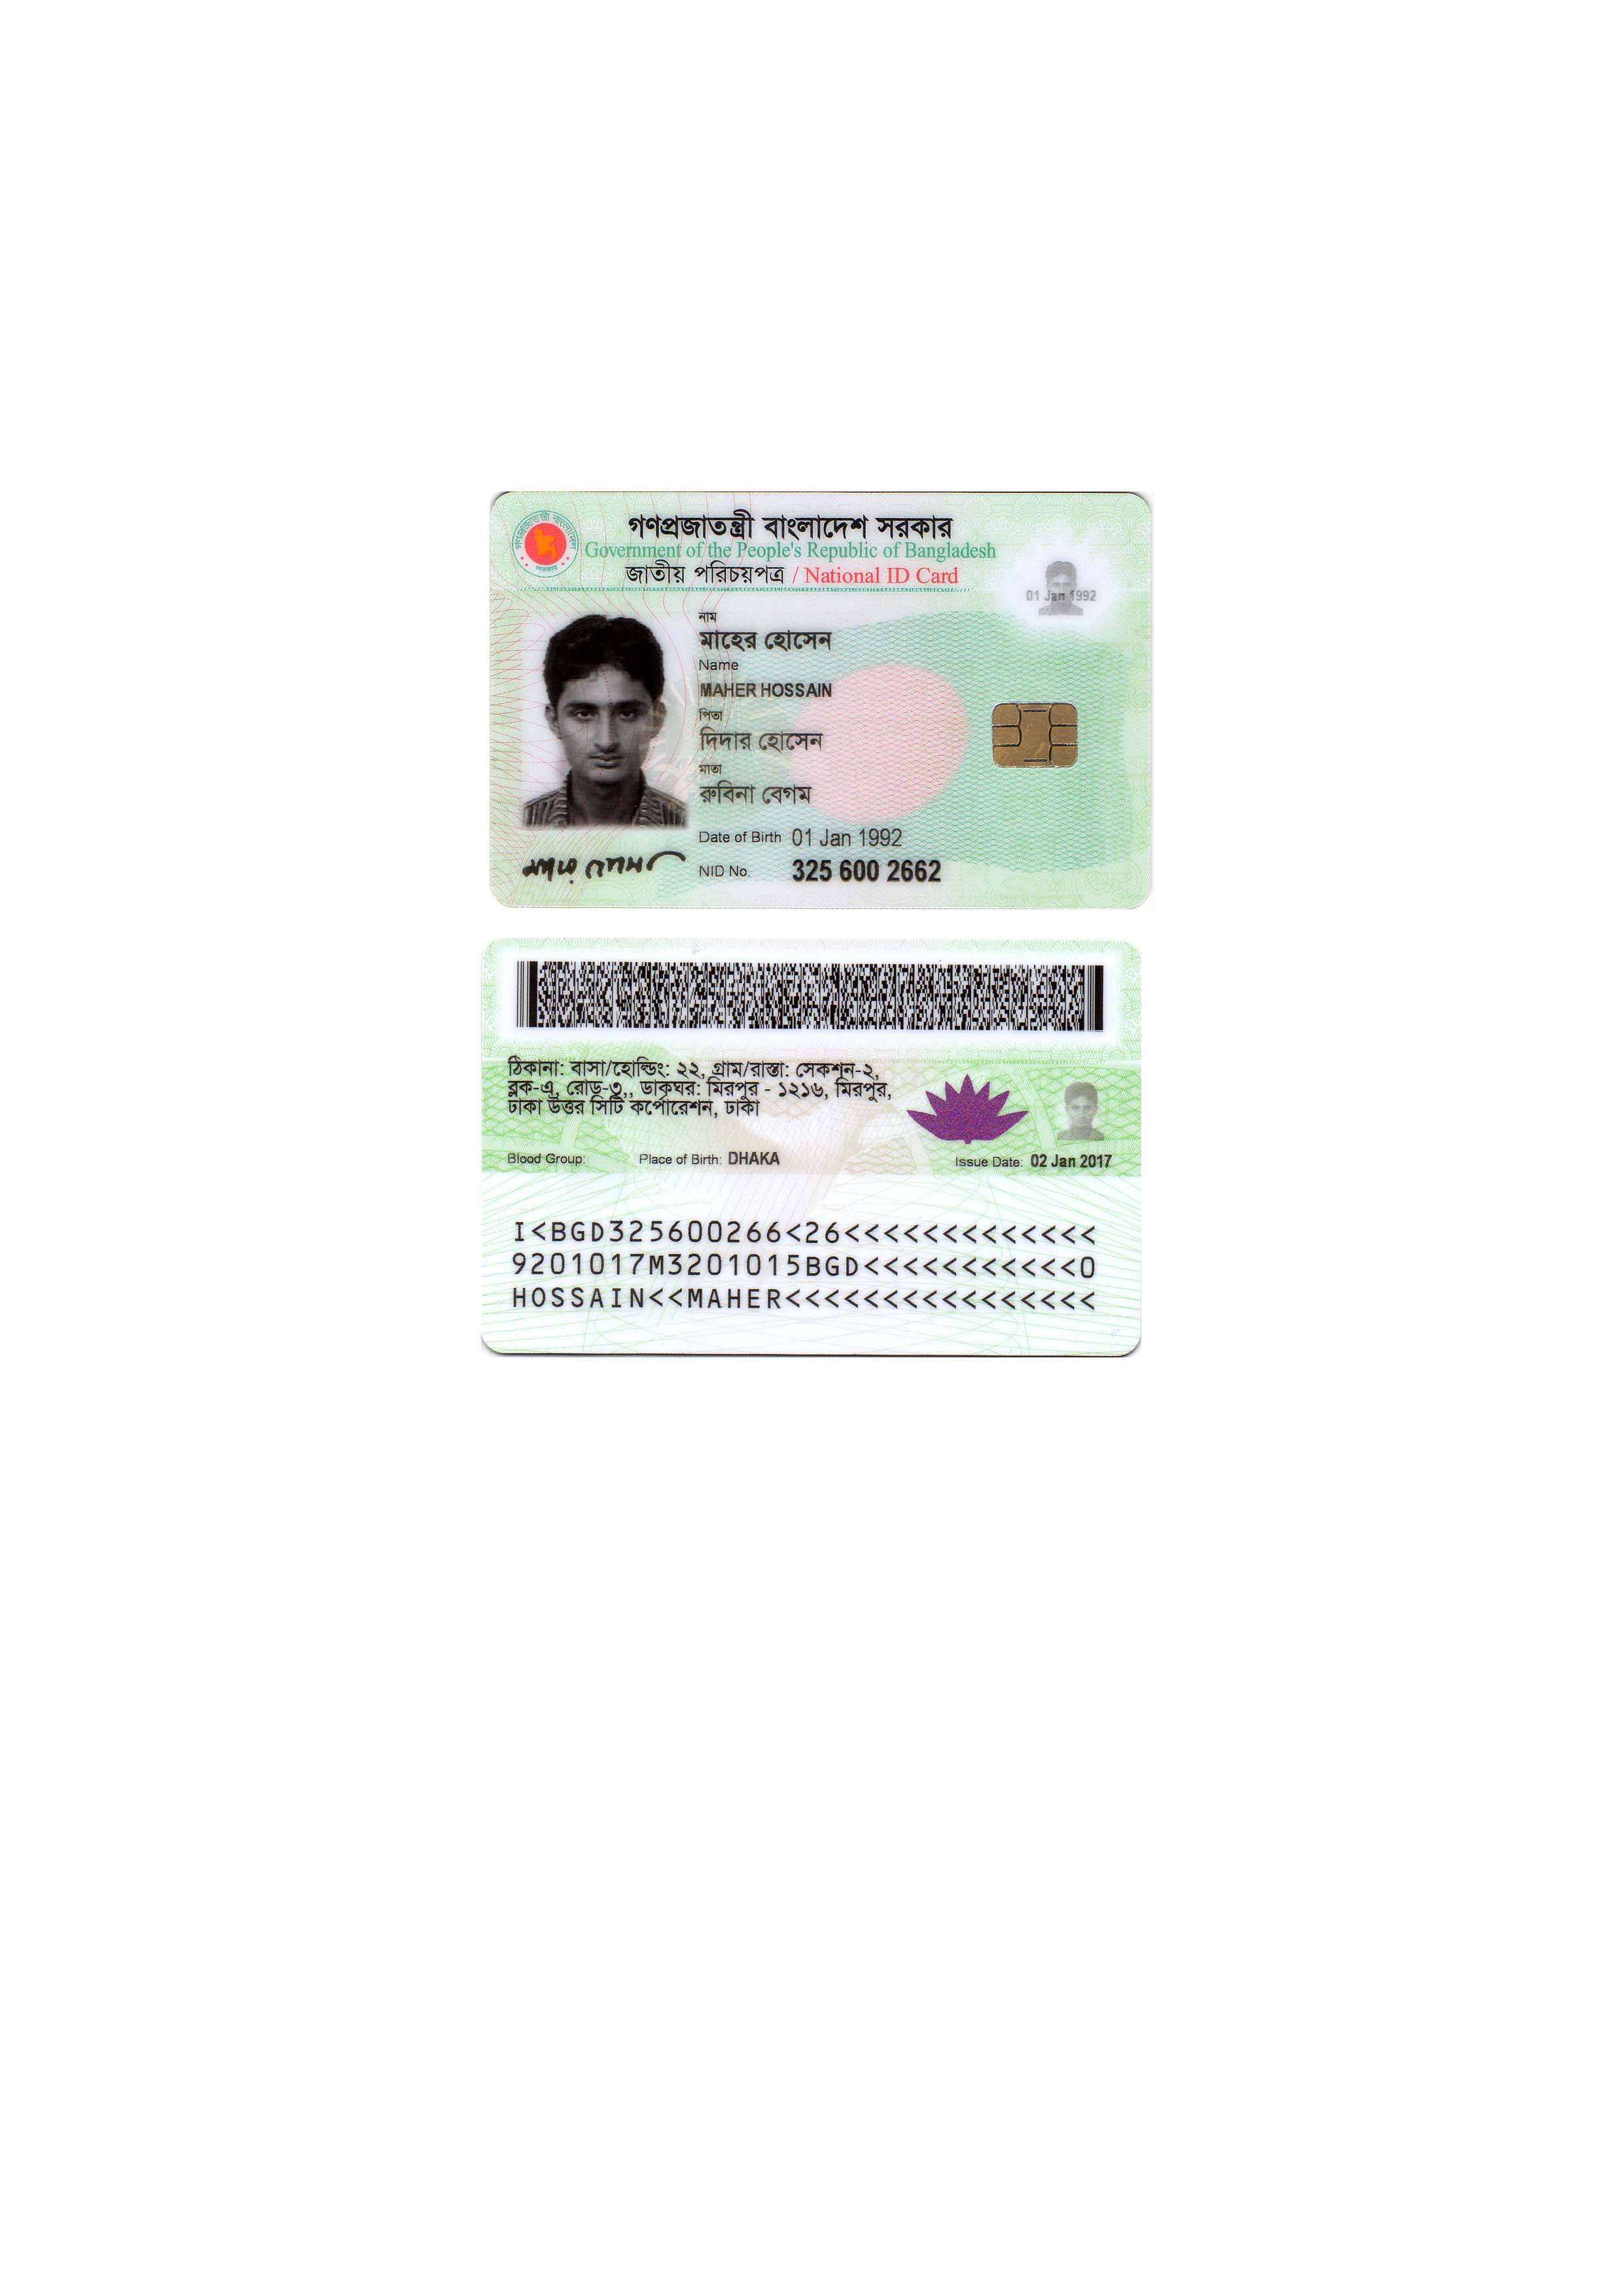 গণপ্রজাতন্ত্রী বাংলাদেশ সরকার
Government of the People's Republic of Bangladesh
জাতীয় পরিচয়পত্র / National ID Card
01 Jan 1992
নাম
মাহের হোসেন
Name
MAHER HOSSAIN
পিতা
দিদার হোসেন
মাতা
রুবিনা বেগম
Date of Birth 01 Jan 1992
NID No. 325 600 2662
ঠিকানা: বাসা/হোল্ডিং: ২২, গ্রাম/রাস্তা: সেকশন-২,
ব্লক-এ, রোড-৩,, ডাকঘর: মিরপুর - ১২১৬, মিরপুর,
ঢাকা উত্তর সিটি কর্পোরেশন, ঢাকা
Blood Group: Place of Birth: DHAKA Issue Date: 02 Jan 2017
I<BGD325600266<26<<<<<<<<<<<<<
9201017M3201015BGD<<<<<<<<<<<0
HOSSAIN<<MAHER<<<<<<<<<<<<<<<<